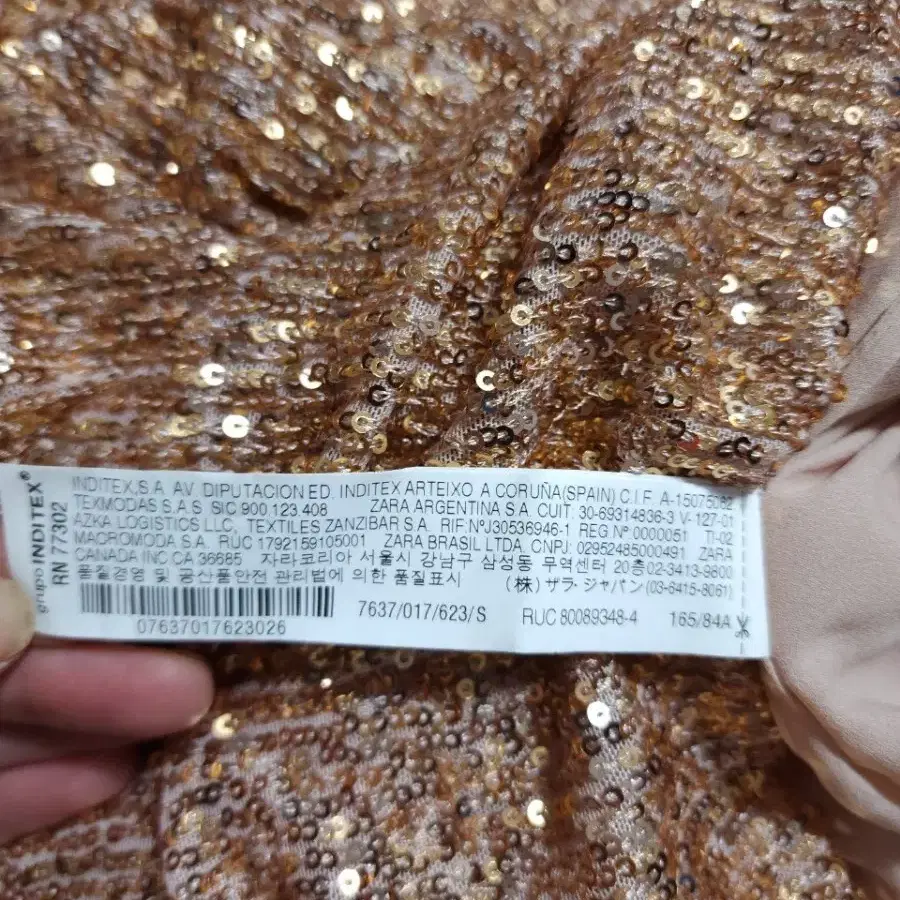 grupo INDITEX®
RN 77302
INDITEX,S.A. AV. DIPUTACION ED. INDITEX ARTEIXO A CORUÑA(SPAIN) C.I.F. A-15075062
TEXMODAS S.A.S SIC 900.123.408 ZARA ARGENTINA S.A. CUIT: 30-69314836-3 V-127-01
AZKA LOGISTICS LLC, TEXTILES ZANZIBAR S.A. RIF. NºJ30536946-1 REG.Nº 0000051 TI-02
MACROMODA S.A. RUC 1792159105001 ZARA BRASIL LTDA. CNPJ: 02952485000491 ZARA
CANADA INC.CA 36685 자라코리아 서울시 강남구 삼성동 무역센터 20층02-3413-9800
품질경영 및 공산품안전 관리법에 의한 품질표시 (株) ザラ・ジャパン(03-6415-8061)
7637/017/623/S RUC 80089348-4 165/84A
07637017623026